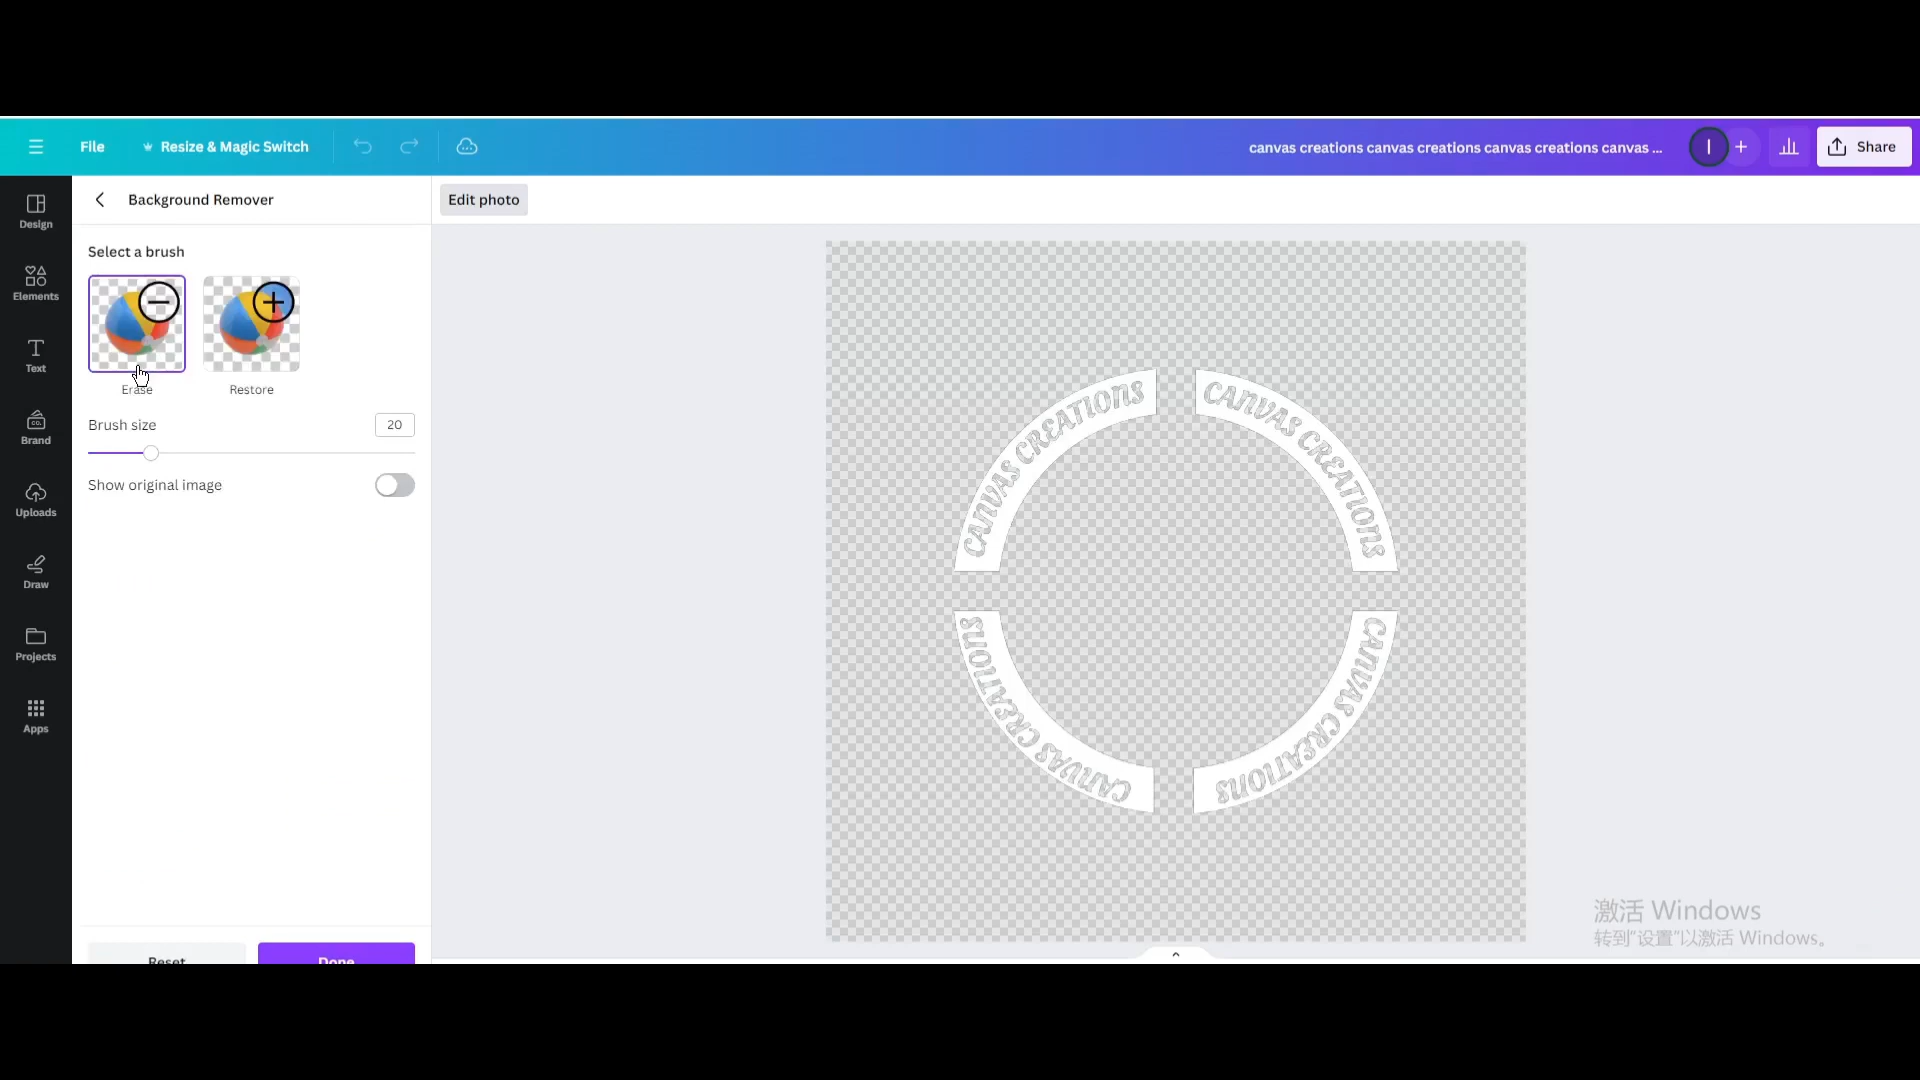 File
Resize & Magic Switch
canvas creations canvas creations canvas creations canvas ...
I
Share
Design
Elements
Text
Brand
CO.
Uploads
Draw
Projects
Apps
Background Remover
Edit photo
Select a brush
Erase
Restore
Brush size
20
Show original image
Reset
Done
CANVAS CREATIONS
CANVAS CREATIONS
CANVAS CREATIONS
CANVAS CREATIONS
激活 Windows
转到"设置"以激活 Windows。